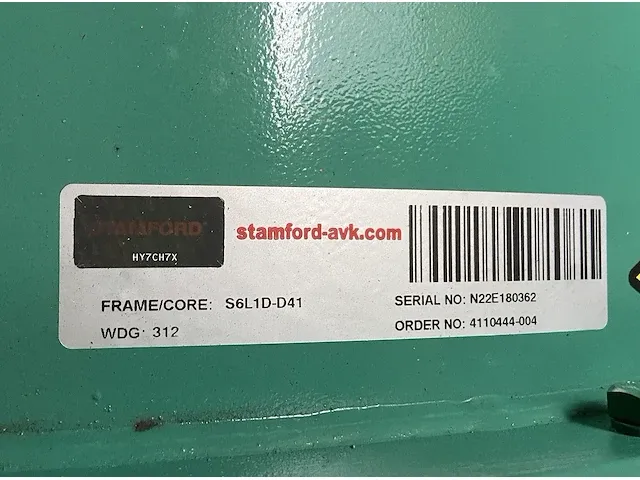 STAMFORD
HY7CH7X
stamford-avk.com
FRAME/CORE: S6L1D-D41
WDG: 312
SERIAL NO: N22E180362
ORDER NO: 4110444-004